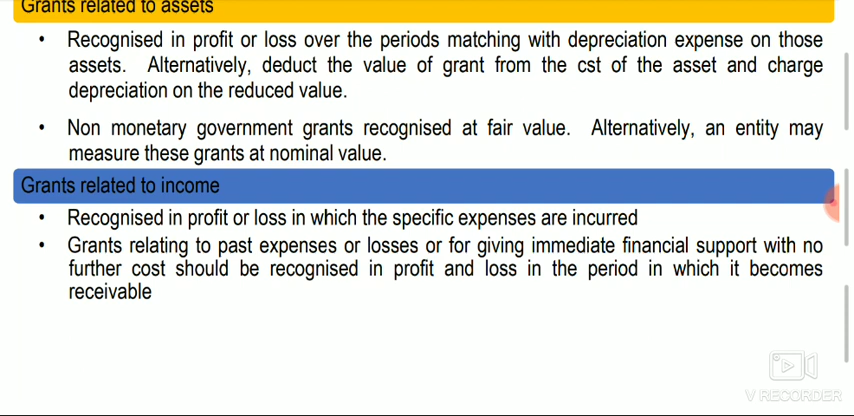 Grants related to assets
• Recognised in profit or loss over the periods matching with depreciation expense on those
assets. Alternatively, deduct the value of grant from the cst of the asset and charge
depreciation on the reduced value.
• Non monetary government grants recognised at fair value. Alternatively, an entity may
measure these grants at nominal value.
Grants related to income
• Recognised in profit or loss in which the specific expenses are incurred
• Grants relating to past expenses or losses or for giving immediate financial support with no
further cost should be recognised in profit and loss in the period in which it becomes
receivable
V RECORDER